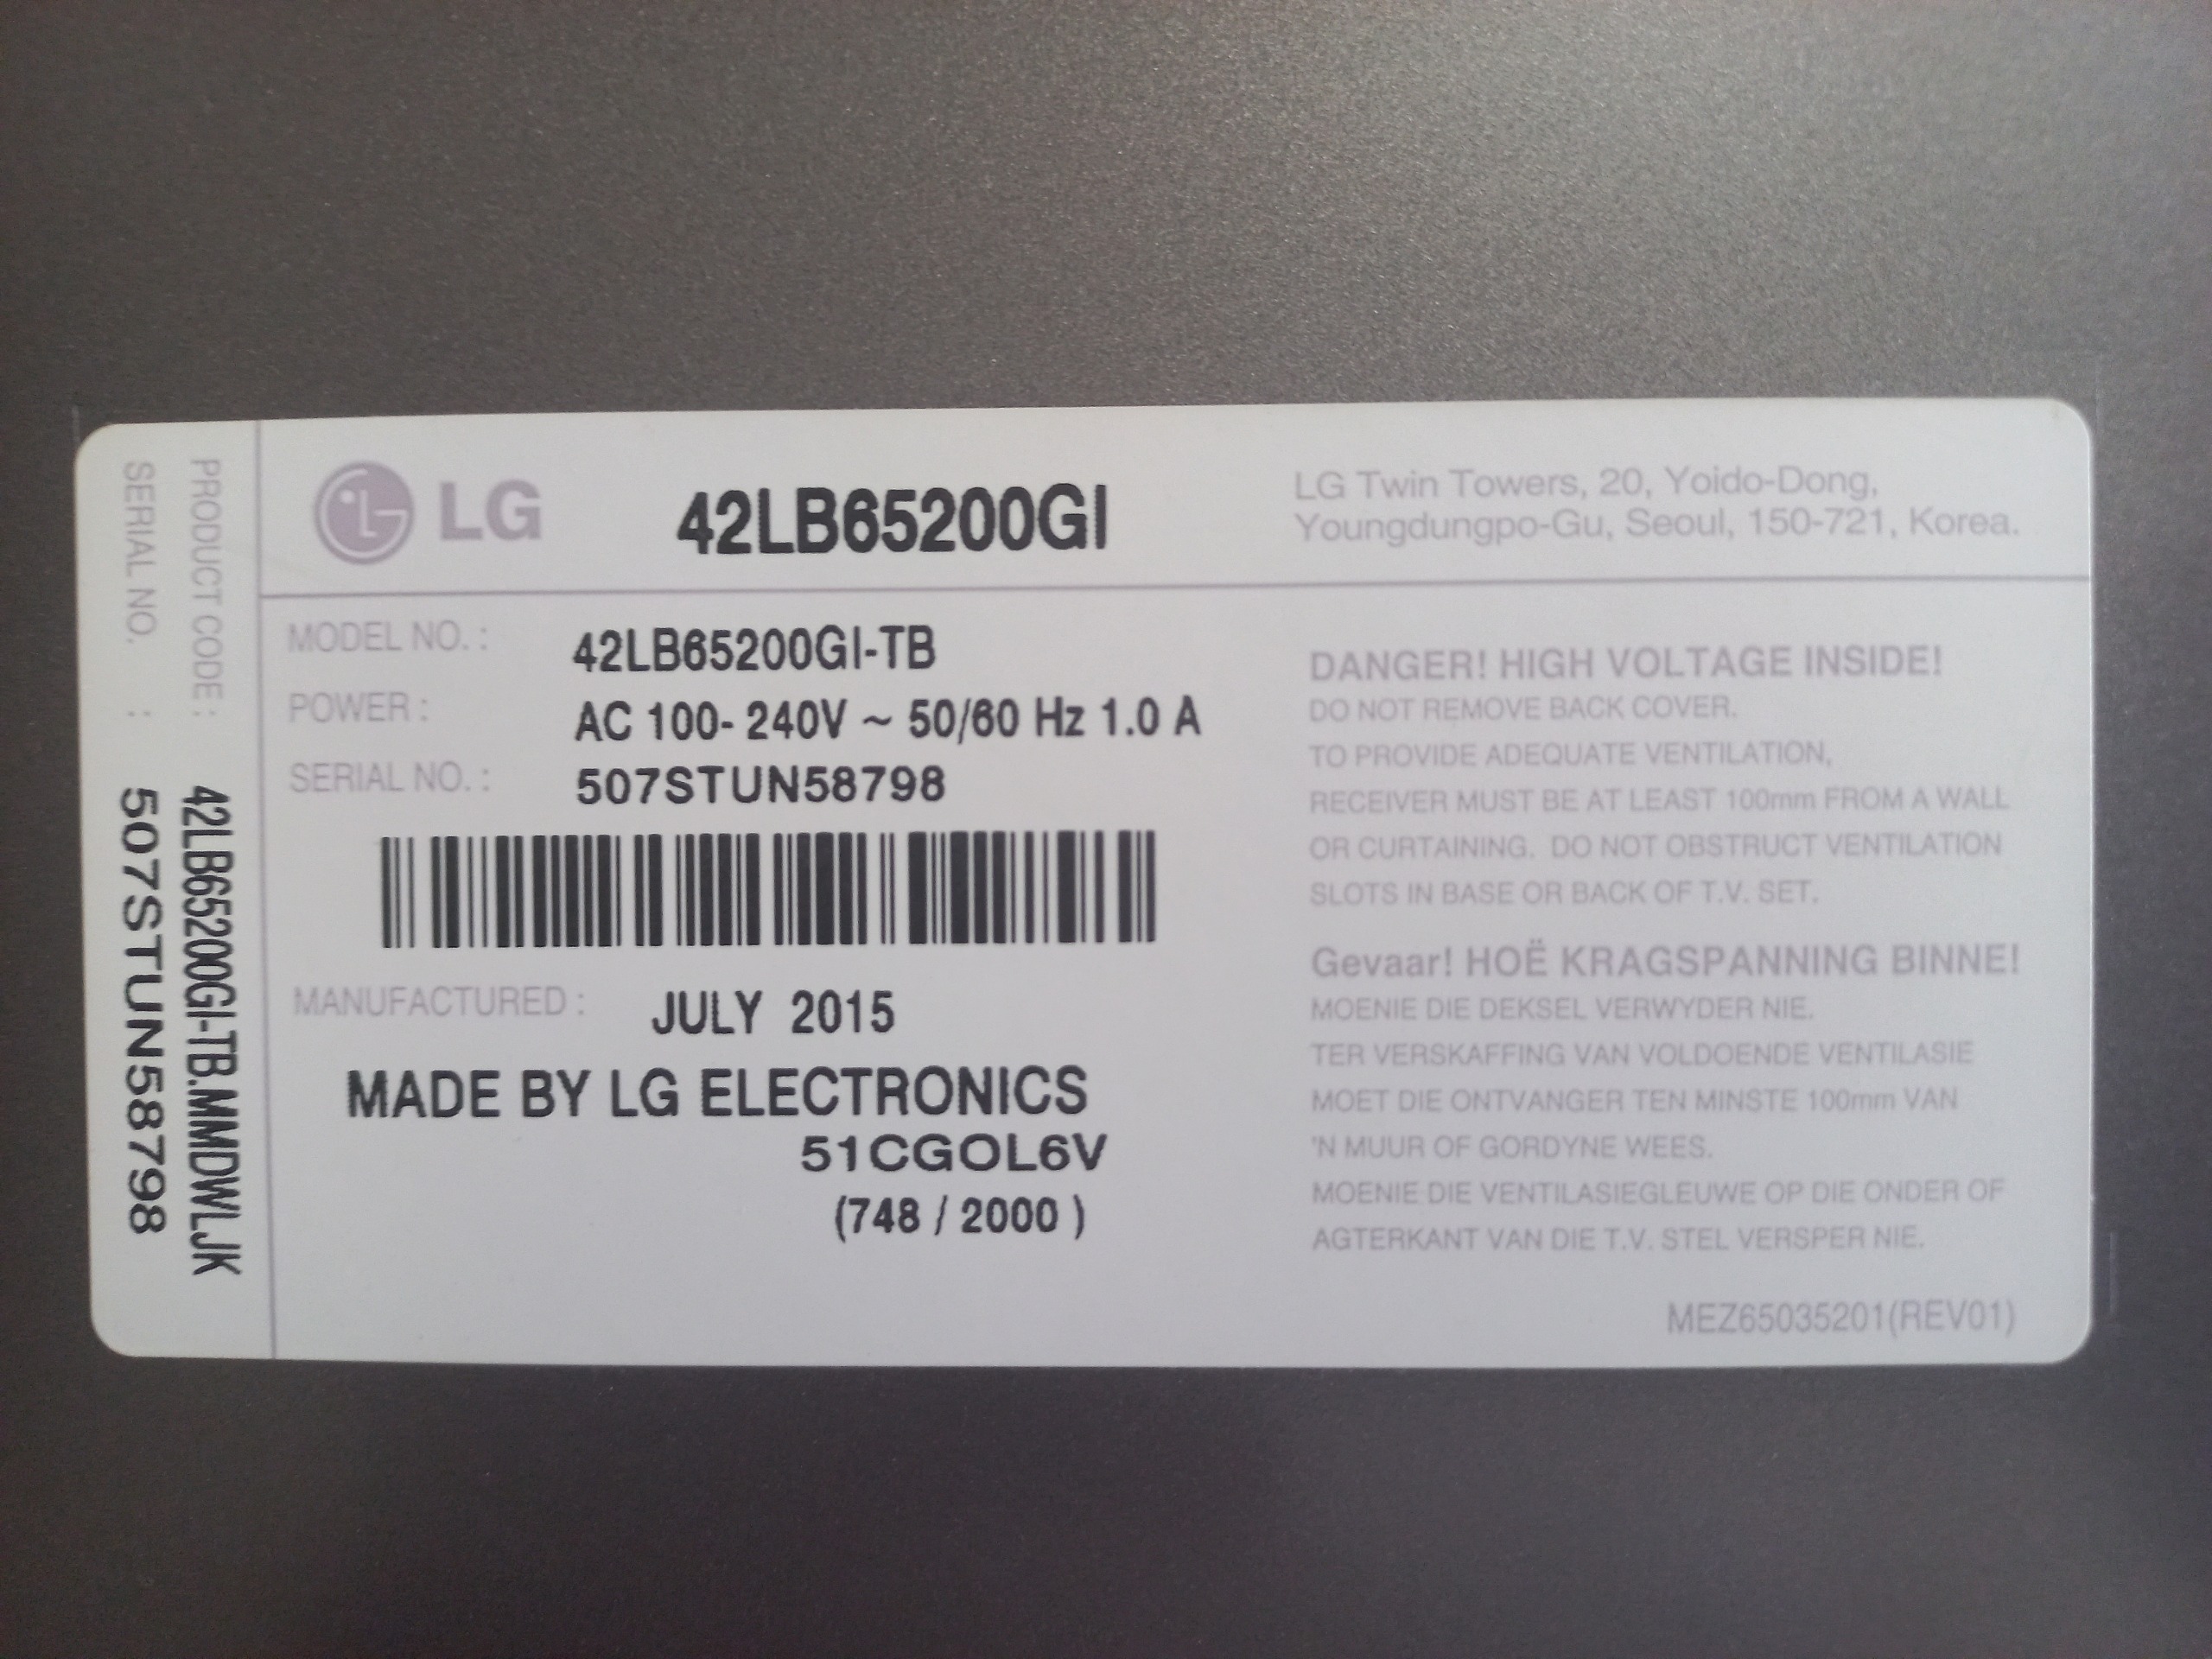 PRODUCT CODE : 42LB65200GI-TB.MMDWLJK
SERIAL NO. : 507STUN58798
LG 42LB65200GI
LG Twin Towers, 20, Yoido-Dong,
Youngdungpo-Gu, Seoul, 150-721, Korea.
MODEL NO. : 42LB65200GI-TB
POWER : AC 100- 240V ~ 50/60 Hz 1.0 A
SERIAL NO. : 507STUN58798
MANUFACTURED : JULY 2015
MADE BY LG ELECTRONICS
51CGOL6V
(748 / 2000 )
DANGER! HIGH VOLTAGE INSIDE!
DO NOT REMOVE BACK COVER.
TO PROVIDE ADEQUATE VENTILATION,
RECEIVER MUST BE AT LEAST 100mm FROM A WALL
OR CURTAINING. DO NOT OBSTRUCT VENTILATION
SLOTS IN BASE OR BACK OF T.V. SET.
Gevaar! HOË KRAGSPANNING BINNE!
MOENIE DIE DEKSEL VERWYDER NIE.
TER VERSKAFFING VAN VOLDOENDE VENTILASIE
MOET DIE ONTVANGER TEN MINSTE 100mm VAN
'N MUUR OF GORDYNE WEES.
MOENIE DIE VENTILASIEGLEUWE OP DIE ONDER OF
AGTERKANT VAN DIE T.V. STEL VERSPER NIE.
MEZ65035201(REV01)